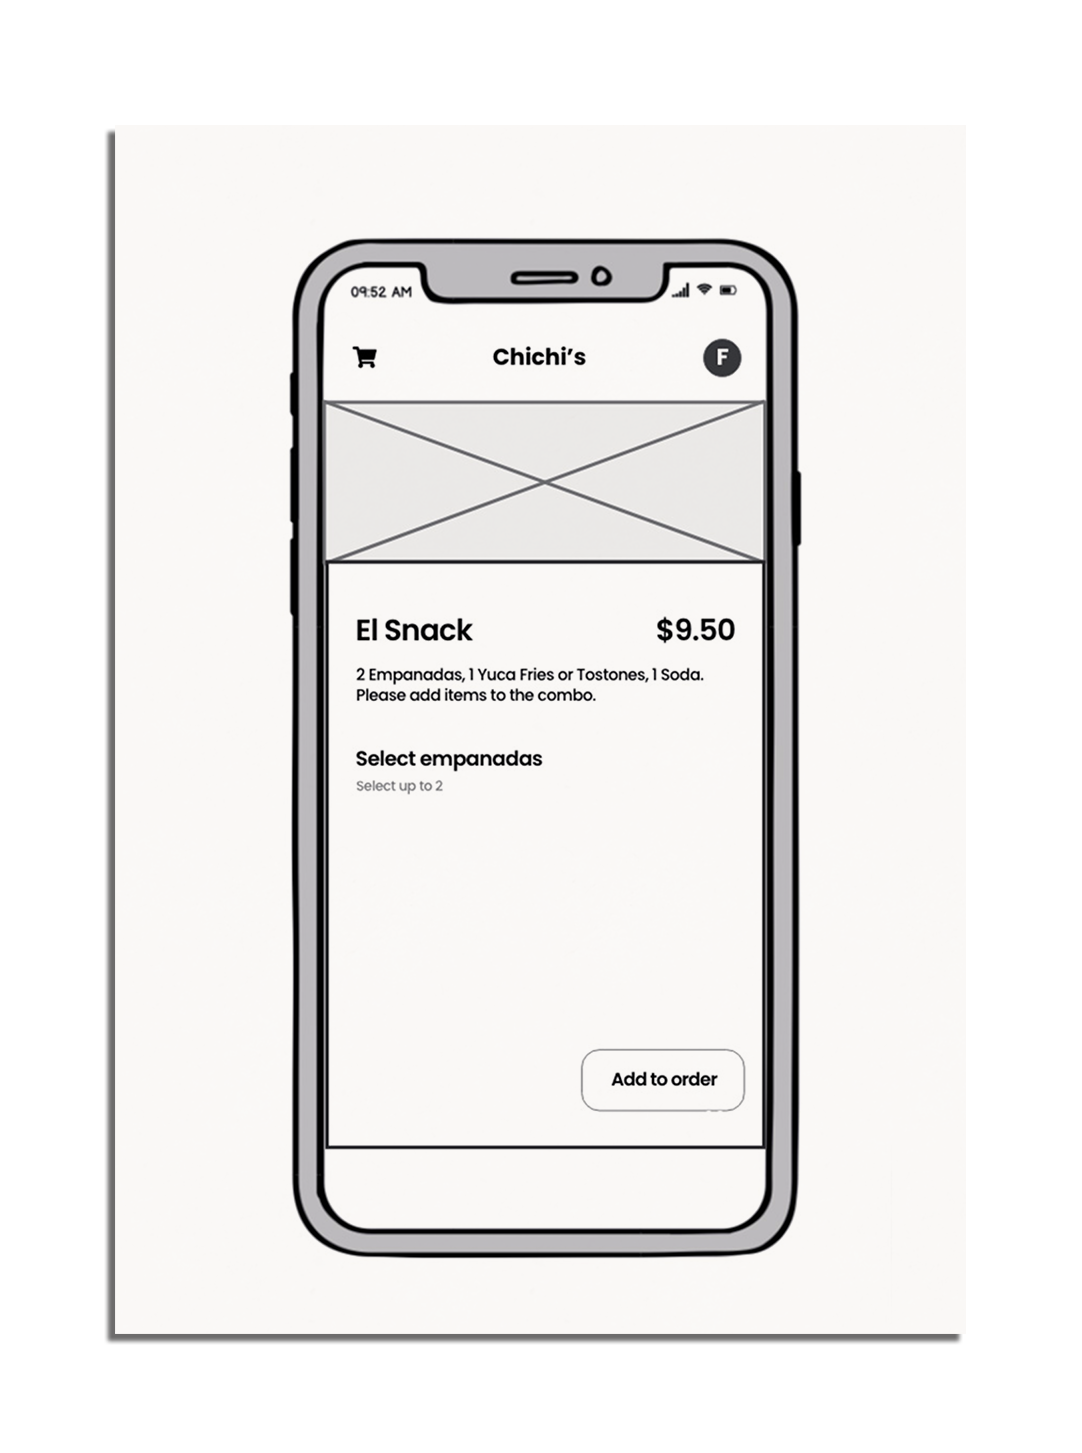 09:52 AM
Chichi’s
F
El Snack
$9.50
2 Empanadas, 1 Yuca Fries or Tostones, 1 Soda.
Please add items to the combo.
Select empanadas
Select up to 2
Add to order